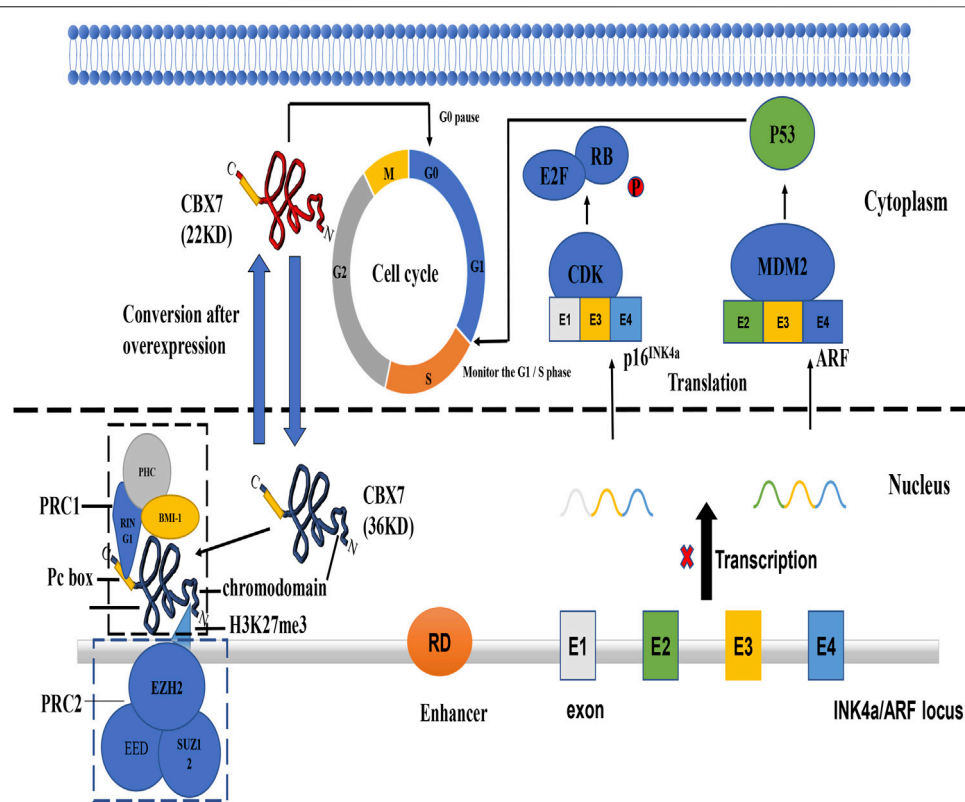 G0 pause
P53
C
M
G0
E2F
RB
P
CBX7
(22KD)
N
Cytoplasm
G2
Cell cycle
G1
CDK
MDM2
E1
E3
E4
E2
E3
E4
Conversion after
overexpression
S
Monitor the G1 / S phase
p16INK4a
ARF
Translation
PHC
C
CBX7
(36KD)
Nucleus
PRC1
RIN
G1
BMI-1
N
C
Transcription
X
Pc box
chromodomain
N
H3K27me3
RD
E1
E2
E3
E4
EZH2
PRC2
Enhancer
exon
INK4a/ARF locus
EED
SUZ1
2